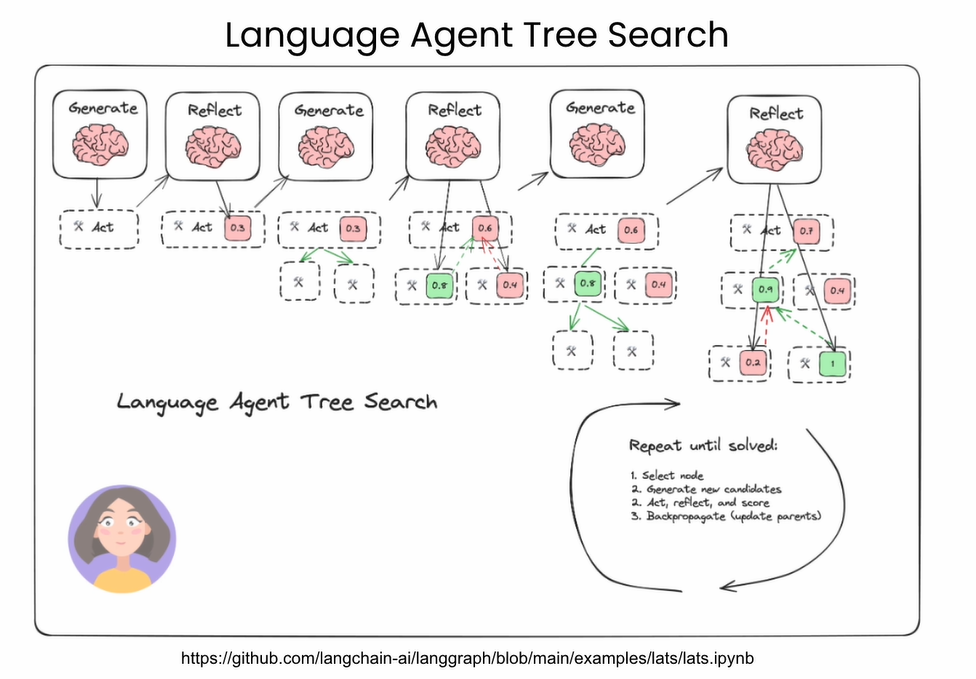 Language Agent Tree Search
Generate
Reflect
Generate
Reflect
Generate
Reflect
Act
Act 0.3
Act 0.3
Act 0.6
Act 0.6
Act 0.7
0.8
0.4
0.8
0.4
0.9
0.4
0.2
1
Language Agent Tree Search
Repeat until solved:
1. Select node
2. Generate new candidates
2. Act, reflect, and score
3. Backpropagate (update parents)
https://github.com/langchain-ai/langgraph/blob/main/examples/lats/lats.ipynb